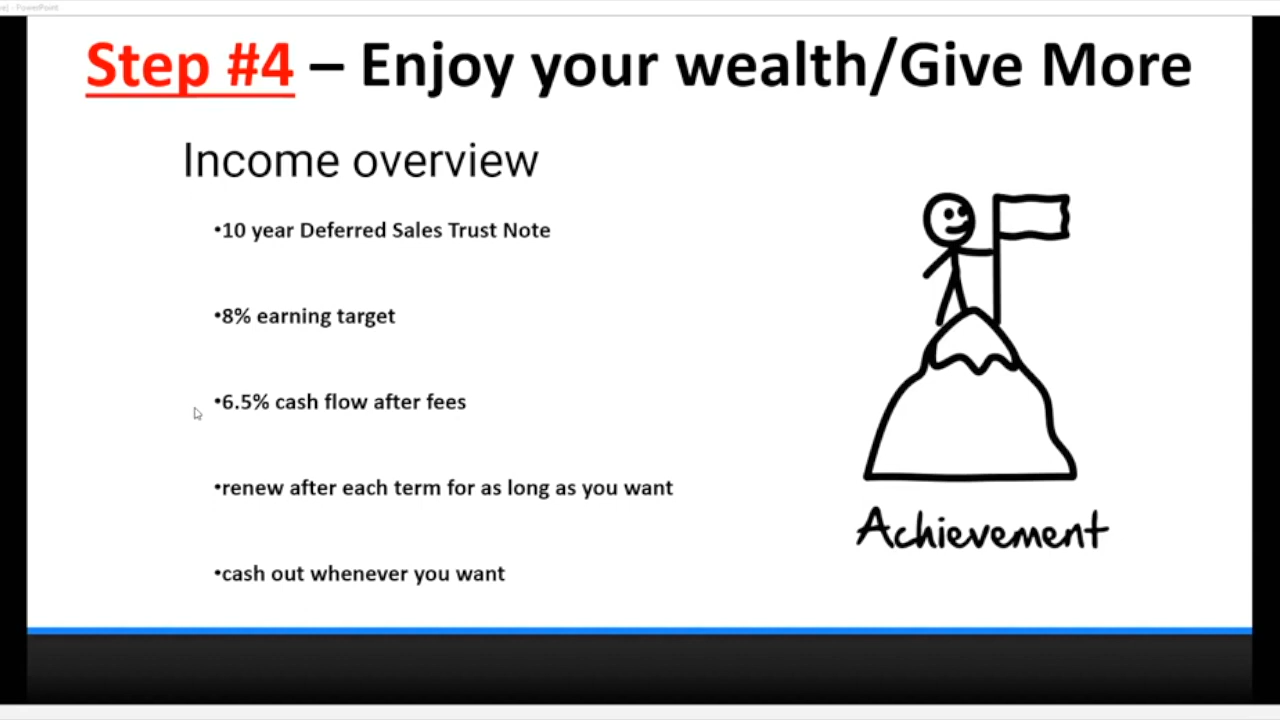 - PowerPoint
Step #4 – Enjoy your wealth/Give More
Income overview
•10 year Deferred Sales Trust Note
•8% earning target
•6.5% cash flow after fees
•renew after each term for as long as you want
•cash out whenever you want
Achievement